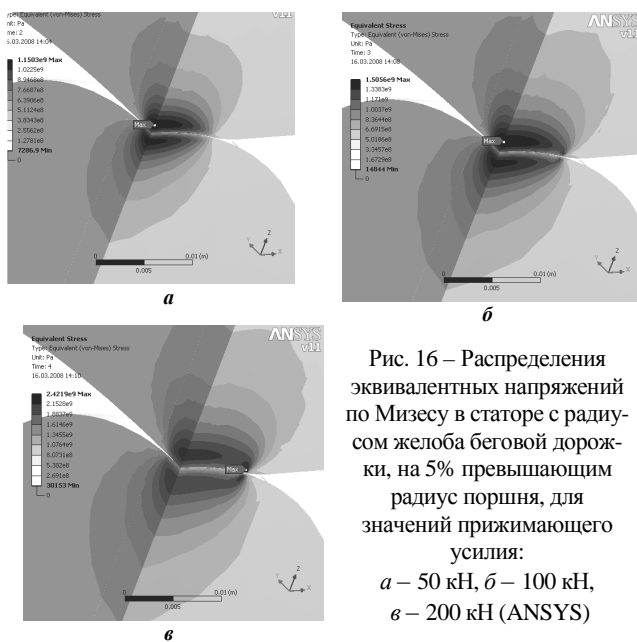 v11
Type: Equivalent (von-Mises) Stress
Unit: Pa
Time: 2
16.03.2008 14:04
1.1503e9 Max
1.0225e9
8.9468e8
7.6687e8
6.3906e8
5.1124e8
3.8343e8
2.5562e8
1.2781e8
7286.9 Min
0
Max
0
0.01 (m)
0.005
Z
Y
X
а
ANSYS
v11
Equivalent Stress
Type: Equivalent (von-Mises) Stress
Unit: Pa
Time: 3
16.03.2008 14:08
1.5056e9 Max
1.3383e9
1.171e9
1.0037e9
8.3644e8
6.6915e8
5.0186e8
3.3457e8
1.6729e8
14844 Min
0
Max
0
0.01 (m)
0.005
Z
Y
X
б
ANSYS
v11
Equivalent Stress
Type: Equivalent (von-Mises) Stress
Unit: Pa
Time: 4
16.03.2008 14:10
2.4219e9 Max
2.1528e9
1.8837e9
1.6146e9
1.3455e9
1.0764e9
8.0731e8
5.382e8
2.691e8
30153 Min
0
Max
0
0.01 (m)
0.005
Z
Y
X
в
Рис. 16 – Распределения
эквивалентных напряжений
по Мизесу в статоре с радиу-
сом желоба беговой дорож-
ки, на 5% превышающим
радиус поршня, для
значений прижимающего
усилия:
а – 50 кН, б – 100 кН,
в – 200 кН (ANSYS)